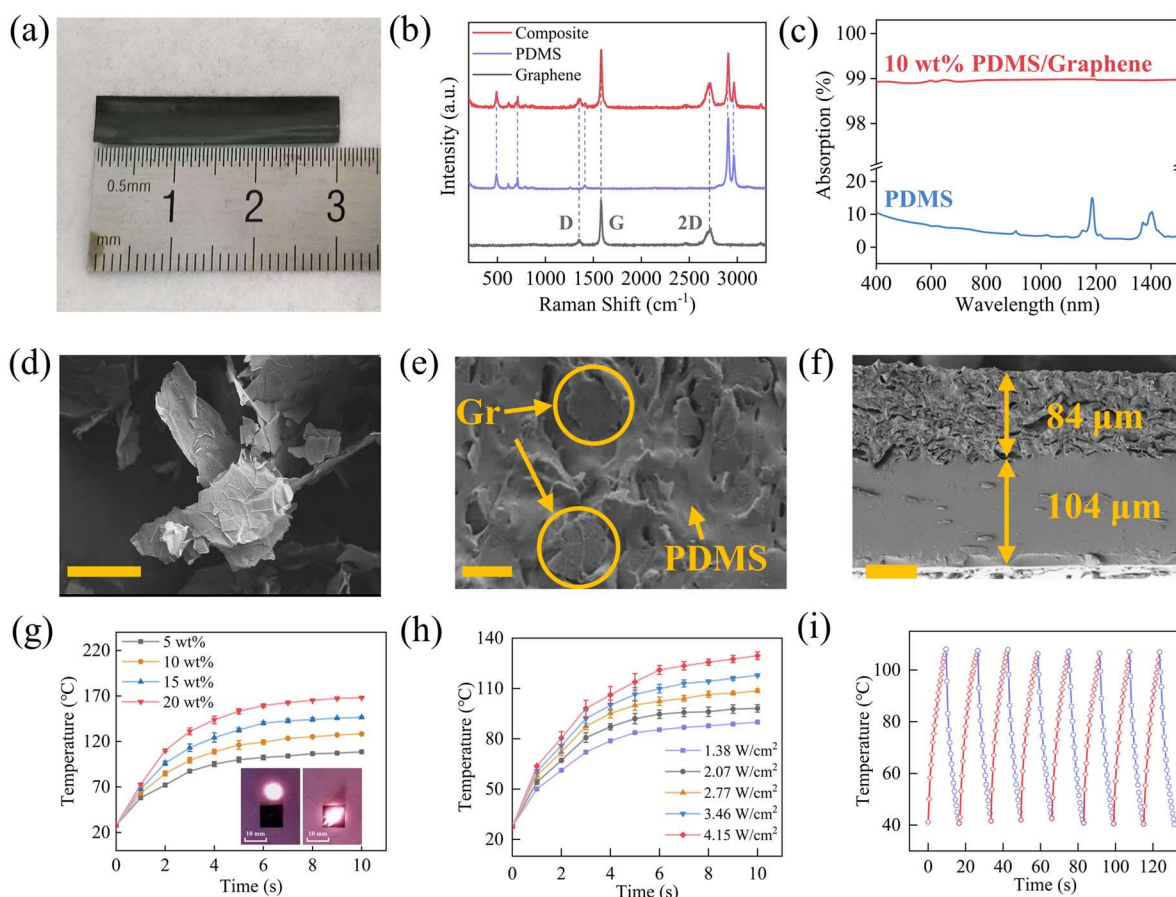 (a)
0.5mm
1 2 3
mm
(b)
Composite
PDMS
Graphene
D G 2D
Intensity (a.u.)
500 1000 1500 2000 2500 3000
Raman Shift (cm⁻¹)
(c)
100
99
98
20
10
0
10 wt% PDMS/Graphene
PDMS
Absorption (%)
400 600 800 1000 1200 1400
Wavelength (nm)
(d)
(e)
Gr
PDMS
(f)
84 μm
104 μm
(g)
5 wt%
10 wt%
15 wt%
20 wt%
220
170
120
70
20
Temperature (℃)
10 mm
10 mm
0 2 4 6 8 10
Time (s)
(h)
140
110
80
50
20
Temperature (℃)
1.38 W/cm²
2.07 W/cm²
2.77 W/cm²
3.46 W/cm²
4.15 W/cm²
0 2 4 6 8 10
Time (s)
(i)
100
80
60
40
Temperature (℃)
0 20 40 60 80 100 120
Time (s)